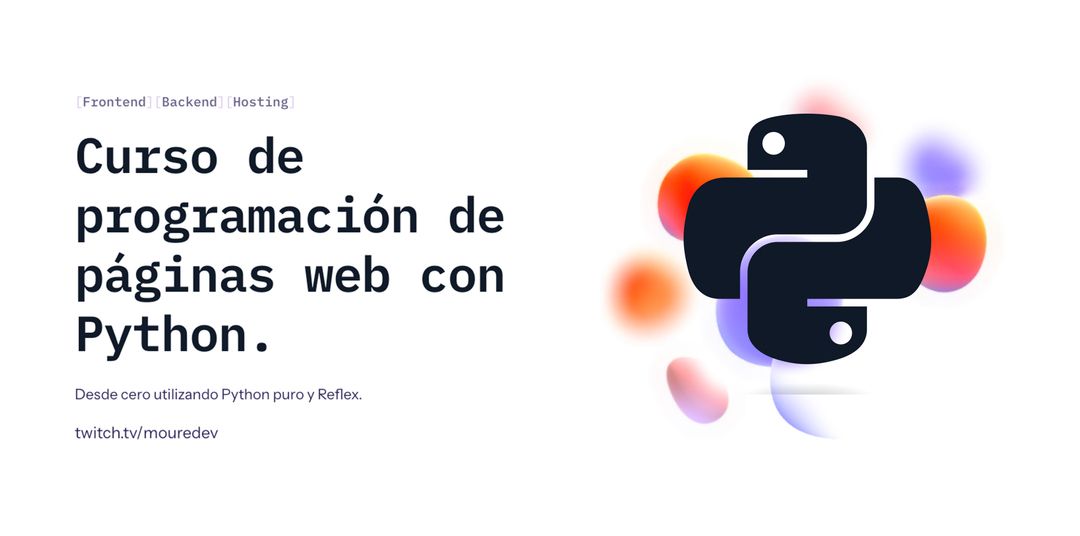 [Frontend][Backend][Hosting]
Curso de
programación de
páginas web con
Python.
Desde cero utilizando Python puro y Reflex.
twitch.tv/mouredev